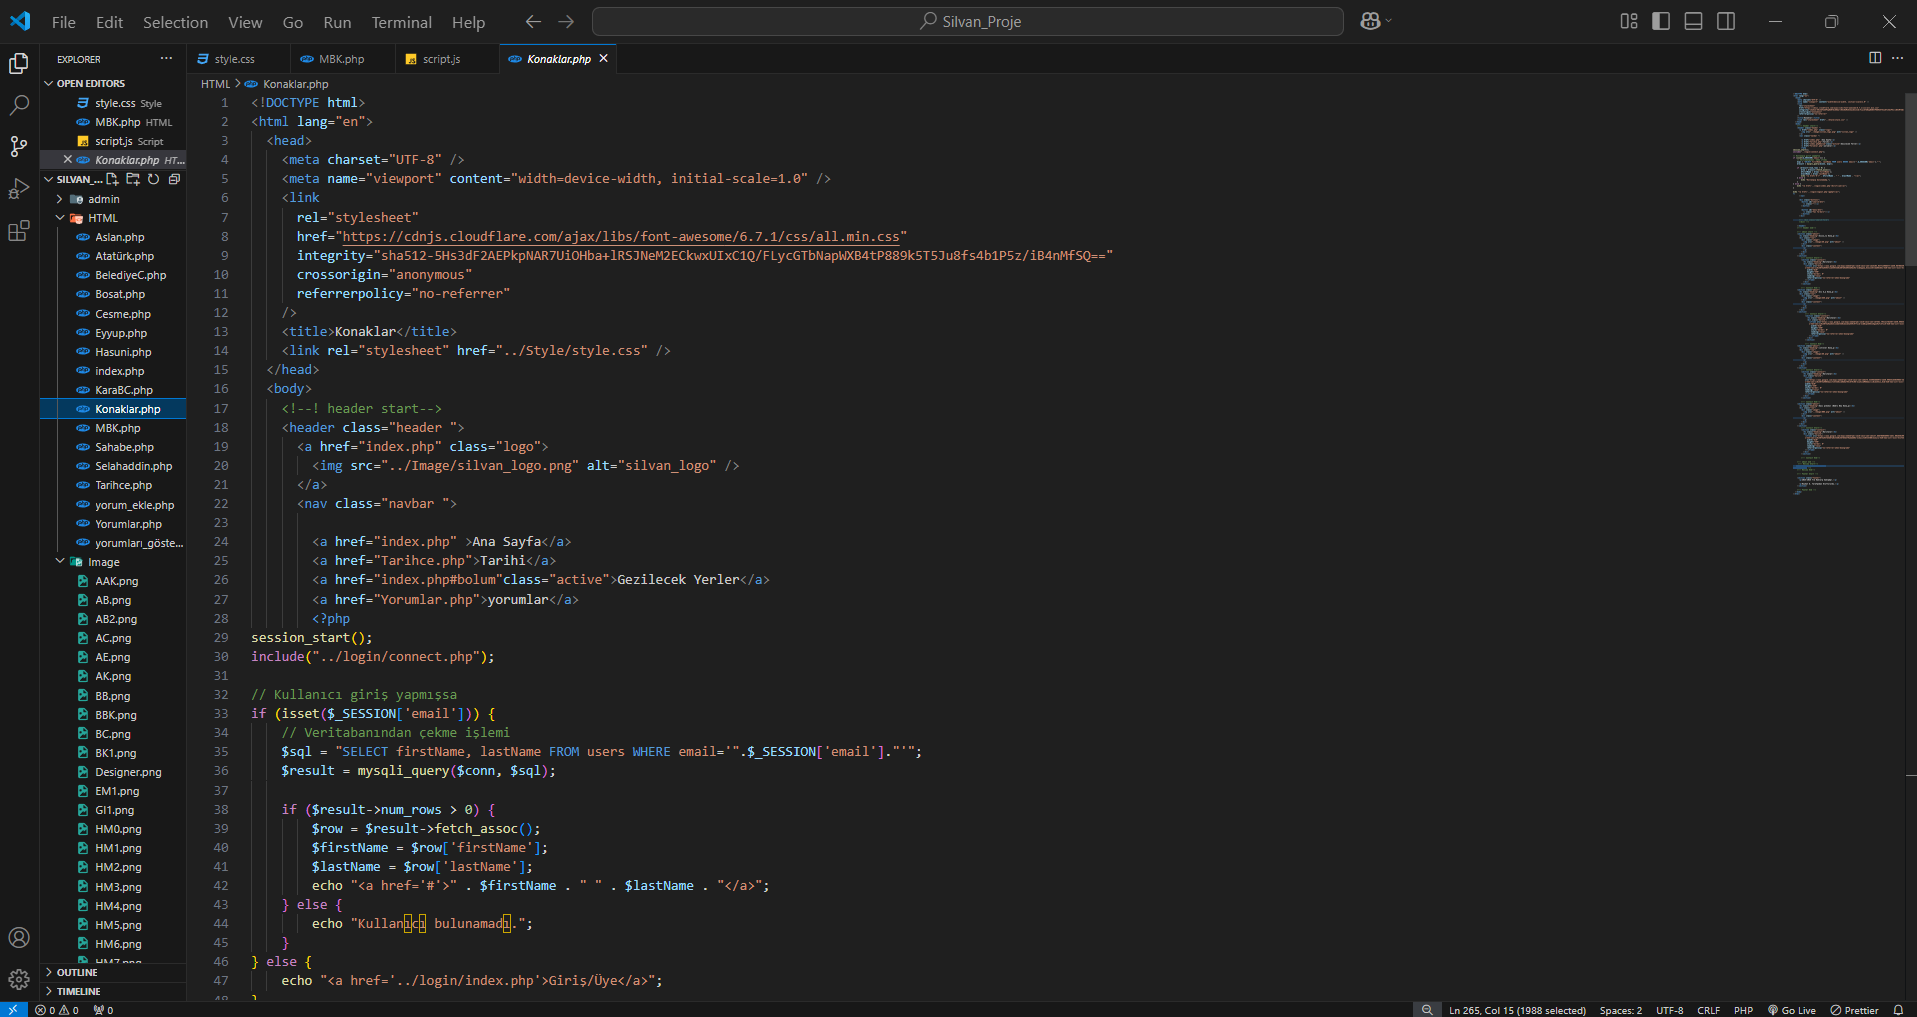 File Edit Selection View Go Run Terminal Help
Silvan_Proje
EXPLORER
OPEN EDITORS
style.css Style
MBK.php HTML
script.js Script
Konaklar.php HT...
SILVAN_...
admin
HTML
Aslan.php
Atatürk.php
BelediyeC.php
Bosat.php
Cesme.php
Eyyup.php
Hasuni.php
index.php
KaraBC.php
Konaklar.php
MBK.php
Sahabe.php
Selahaddin.php
Tarihce.php
yorum_ekle.php
Yorumlar.php
yorumları_göste...
Image
AAK.png
AB.png
AB2.png
AC.png
AE.png
AK.png
BB.png
BBK.png
BC.png
BK1.png
Designer.png
EM1.png
GI1.png
HM0.png
HM1.png
HM2.png
HM3.png
HM4.png
HM5.png
HM6.png
HM7.png
OUTLINE
TIMELINE
style.css MBK.php script.js Konaklar.php
HTML > Konaklar.php
1 <!DOCTYPE html>
2 <html lang="en">
3 <head>
4 <meta charset="UTF-8" />
5 <meta name="viewport" content="width=device-width, initial-scale=1.0" />
6 <link
7 rel="stylesheet"
8 href="https://cdnjs.cloudflare.com/ajax/libs/font-awesome/6.7.1/css/all.min.css"
9 integrity="sha512-5Hs3dF2AEPkpNAR7UiOHba+lRSJNeM2ECkwxUIxC1Q/FLycGTbNapWXB4tP889k5T5Ju8fs4b1P5z/iB4nMfSQ=="
10 crossorigin="anonymous"
11 referrerpolicy="no-referrer"
12 />
13 <title>Konaklar</title>
14 <link rel="stylesheet" href="../Style/style.css" />
15 </head>
16 <body>
17 <!--! header start-->
18 <header class="header ">
19 <a href="index.php" class="logo">
20 <img src="../Image/silvan_logo.png" alt="silvan_logo" />
21 </a>
22 <nav class="navbar ">
23
24 <a href="index.php" >Ana Sayfa</a>
25 <a href="Tarihce.php">Tarihi</a>
26 <a href="index.php#bolum"class="active">Gezilecek Yerler</a>
27 <a href="Yorumlar.php">yorumlar</a>
28 <?php
29 session_start();
30 include("../login/connect.php");
31
32 // Kullanıcı giriş yapmışsa
33 if (isset($_SESSION['email'])) {
34 // Veritabanından çekme işlemi
35 $sql = "SELECT firstName, lastName FROM users WHERE email='".$_SESSION['email']."'";
36 $result = mysqli_query($conn, $sql);
37
38 if ($result->num_rows > 0) {
39 $row = $result->fetch_assoc();
40 $firstName = $row['firstName'];
41 $lastName = $row['lastName'];
42 echo "<a href='#'>" . $firstName . " " . $lastName . "</a>";
43 } else {
44 echo "Kullanıcı bulunamadı.";
45 }
46 } else {
47 echo "<a href='../login/index.php'>Giriş/Üye</a>";
48 }
0 0 0 Ln 265, Col 15 (1988 selected) Spaces: 2 UTF-8 CRLF PHP Go Live Prettier